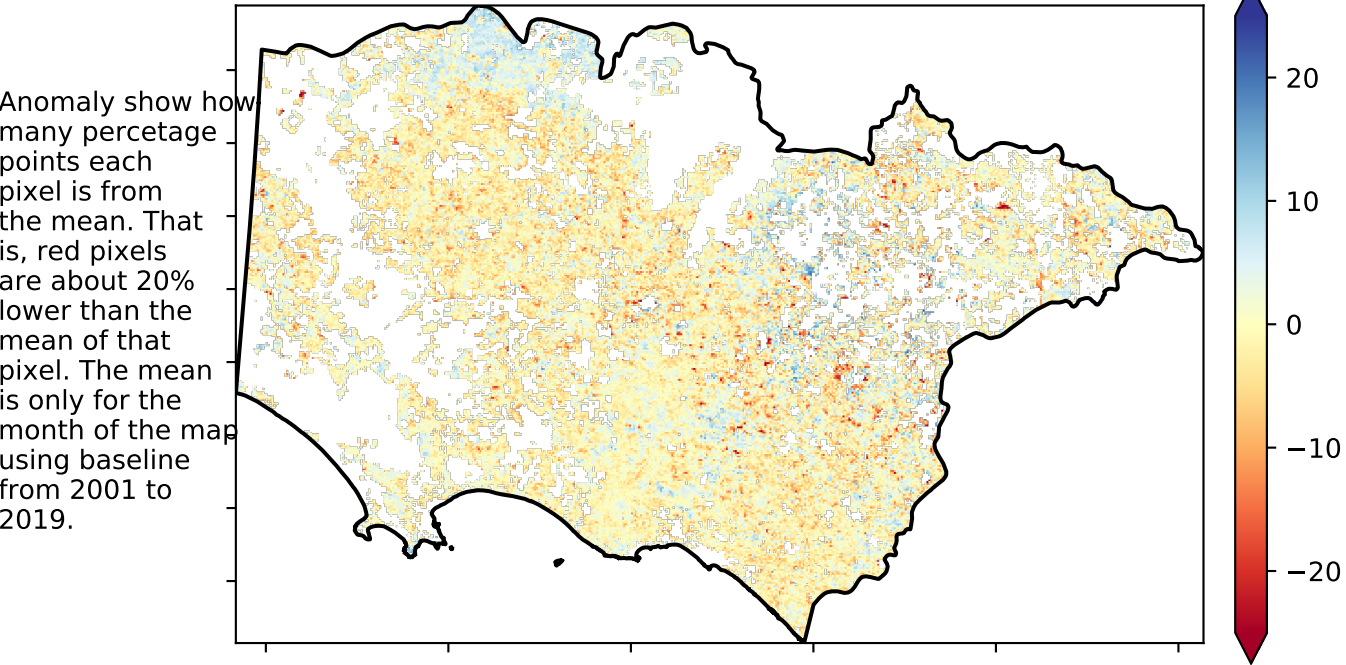 Anomaly show how
many percetage
points each
pixel is from
the mean. That
is, red pixels
are about 20%
lower than the
mean of that
pixel. The mean
is only for the
month of the map
using baseline
from 2001 to
2019.
20
10
0
−10
−20